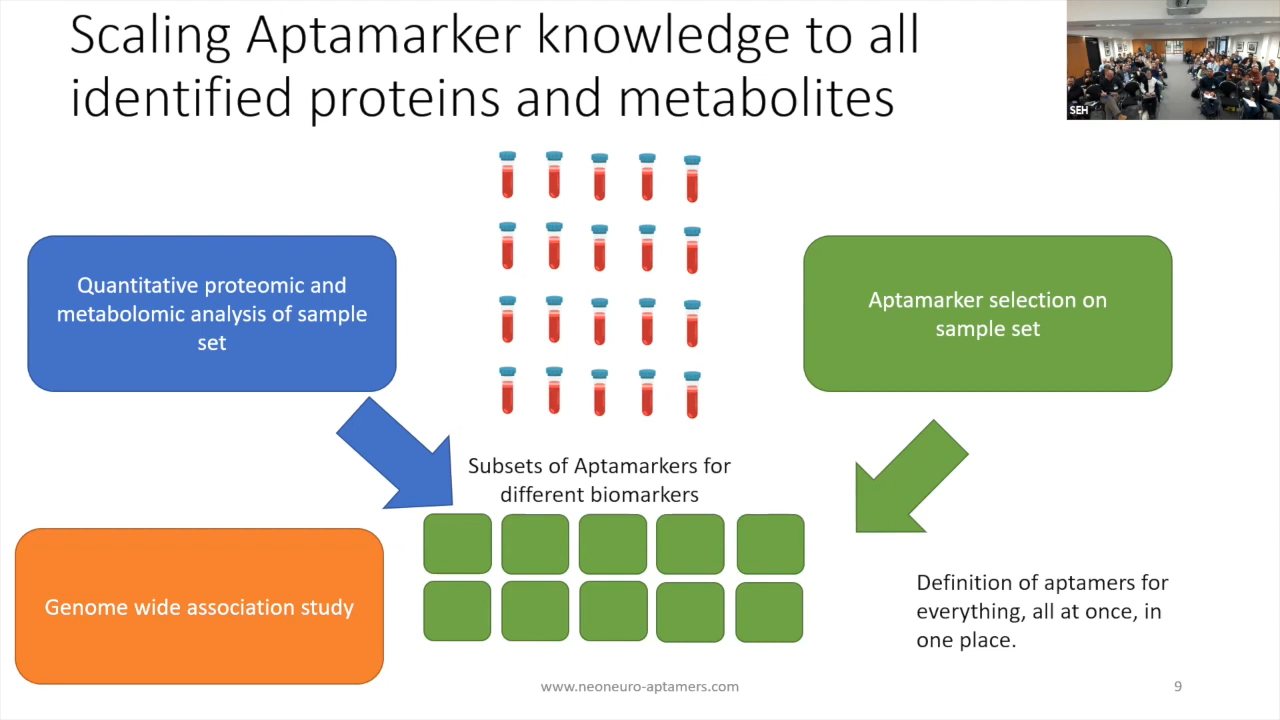 Scaling Aptamarker knowledge to all
identified proteins and metabolites
SEH
Quantitative proteomic and
metabolomic analysis of sample
set
Aptamarker selection on
sample set
Subsets of Aptamarkers for
different biomarkers
Genome wide association study
Definition of aptamers for
everything, all at once, in
one place.
www.neoneuro-aptamers.com
9